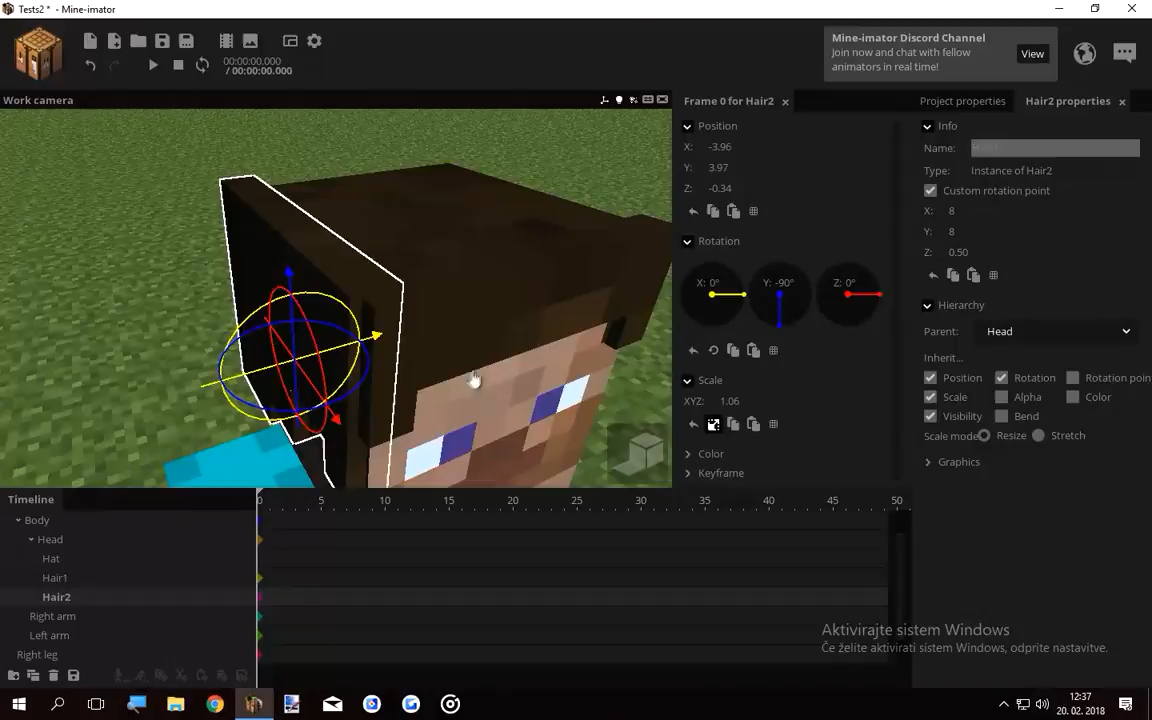 Tests2 * - Mine-imator
00:00:00.000
/ 00:00:00.000
Mine-imator Discord Channel
Join now and chat with fellow
animators in real time!
View
Work camera
Frame 0 for Hair2
Position
X: -3.96
Y: 3.97
Z: -0.34
Rotation
X: 0° Y: -90° Z: 0°
Scale
XYZ: 1.06
Color
Keyframe
Project properties
Hair2 properties
Info
Name:
Type: Instance of Hair2
Custom rotation point
X: 8
Y: 8
Z: 0.50
Hierarchy
Parent: Head
Inherit...
Position Rotation Rotation poin
Scale Alpha Color
Visibility Bend
Scale mode Resize Stretch
Graphics
Timeline
0 5 10 15 20 25 30 35 40 45 50
Body
Head
Hat
Hair1
Hair2
Right arm
Left arm
Right leg
Aktivirajte sistem Windows
Če želite aktivirati sistem Windows, odprite nastavitve.
12:37
20. 02. 2018